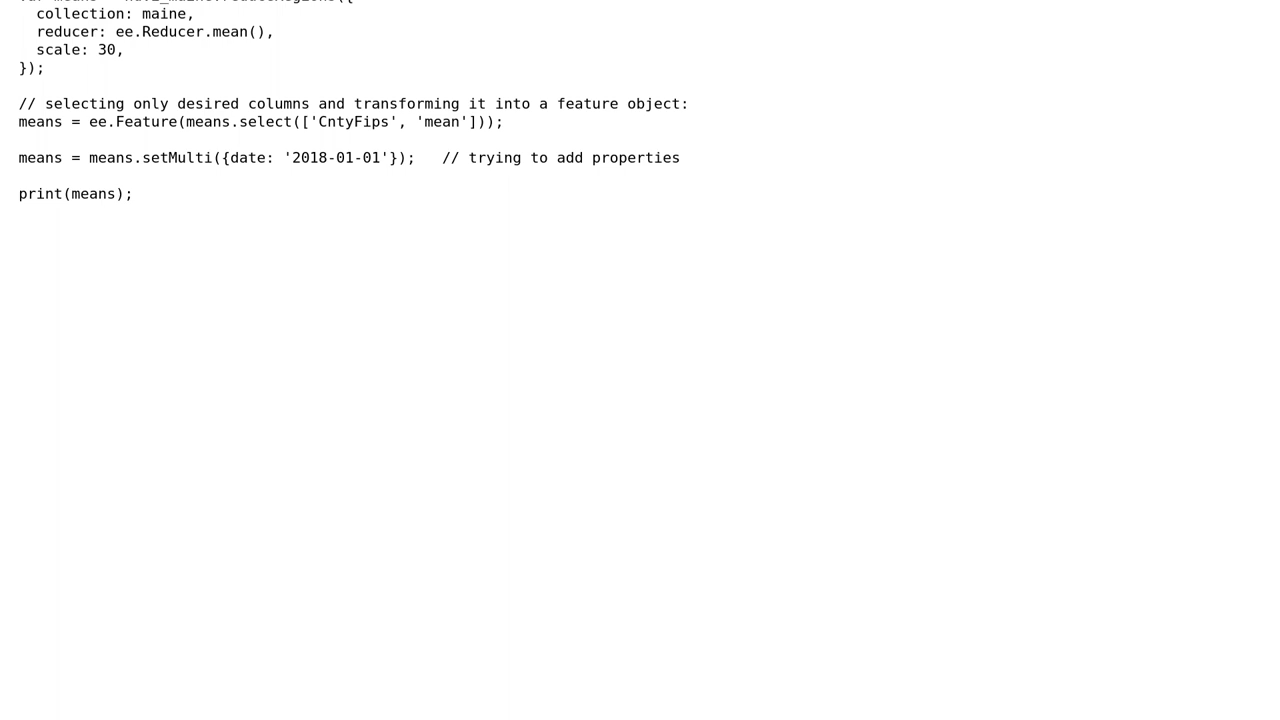 collection: maine,
reducer: ee.Reducer.mean(),
scale: 30,
});
// selecting only desired columns and transforming it into a feature object:
means = ee.Feature(means.select(['CntyFips', 'mean']));
means = means.setMulti({date: '2018-01-01'});   // trying to add properties
print(means);